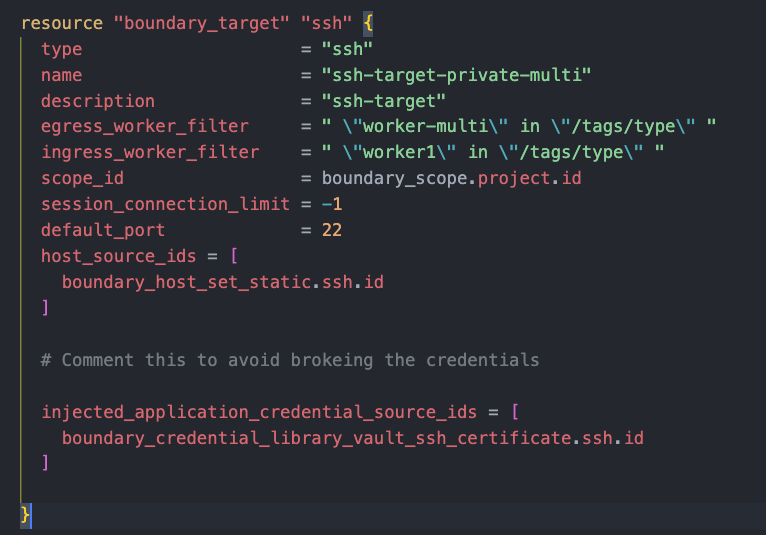 resource "boundary_target" "ssh" {
  type                     = "ssh"
  name                     = "ssh-target-private-multi"
  description              = "ssh-target"
  egress_worker_filter     = " \"worker-multi\" in \"/tags/type\" "
  ingress_worker_filter    = " \"worker1\" in \"/tags/type\" "
  scope_id                 = boundary_scope.project.id
  session_connection_limit = -1
  default_port             = 22
  host_source_ids = [
    boundary_host_set_static.ssh.id
  ]

  # Comment this to avoid brokeing the credentials

  injected_application_credential_source_ids = [
    boundary_credential_library_vault_ssh_certificate.ssh.id
  ]

}